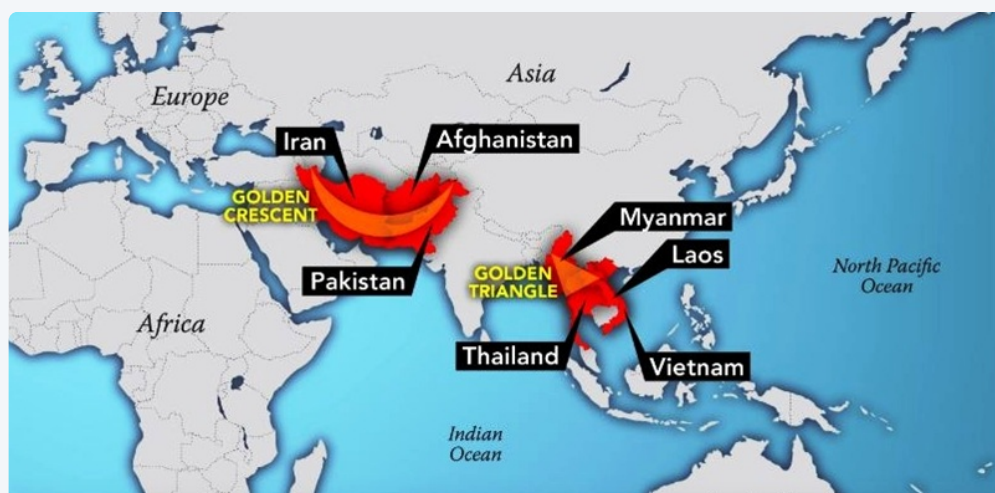 Asia
Europe
Iran
Afghanistan
GOLDEN
CRESCENT
Myanmar
Laos
North Pacific
Ocean
Pakistan
GOLDEN
TRIANGLE
Africa
Thailand
Vietnam
Indian
Ocean